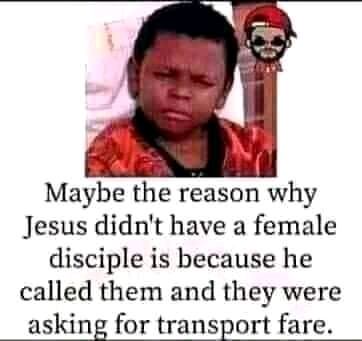 Maybe the reason why
Jesus didn't have a female
disciple is because he
called them and they were
asking for transport fare.